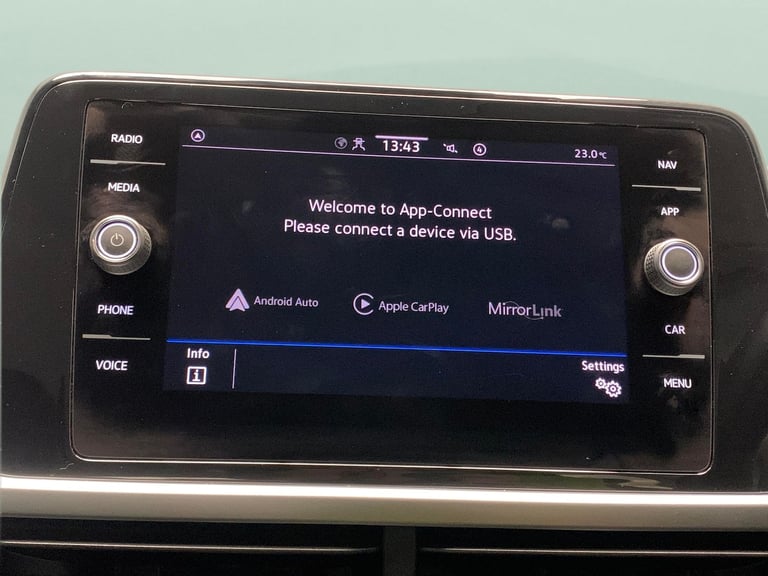 RADIO
MEDIA
PHONE
VOICE
13:43
4
23.0°C
Welcome to App-Connect
Please connect a device via USB.
Android Auto
Apple CarPlay
MirrorLink
Info
i
Settings
NAV
APP
CAR
MENU